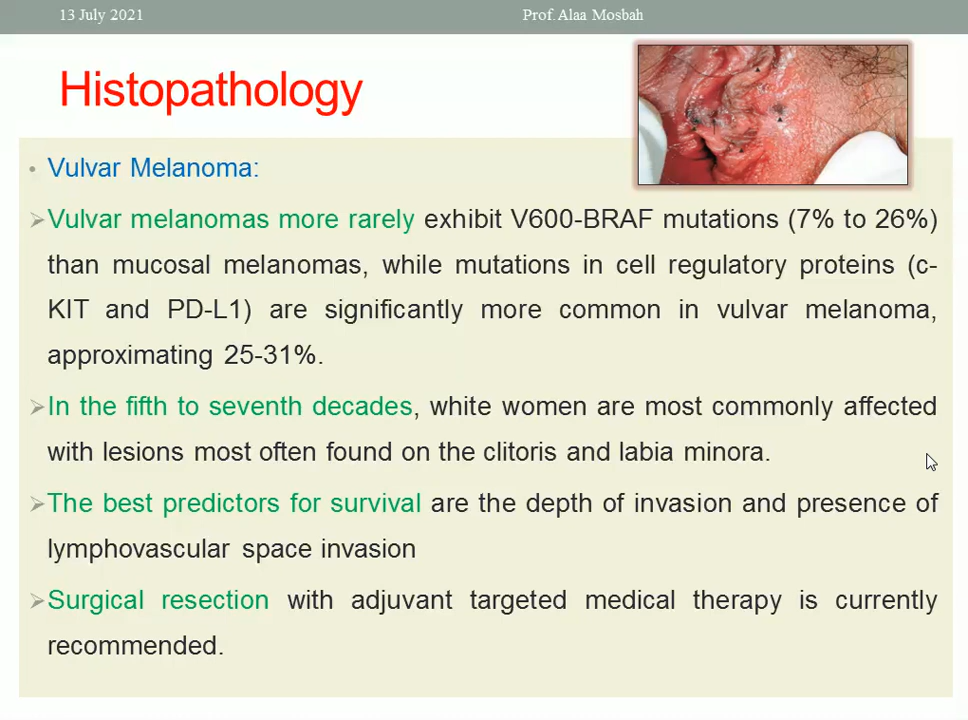 13 July 2021
Prof. Alaa Mosbah
Histopathology
• Vulvar Melanoma:
➢Vulvar melanomas more rarely exhibit V600-BRAF mutations (7% to 26%)
than mucosal melanomas, while mutations in cell regulatory proteins (c-
KIT and PD-L1) are significantly more common in vulvar melanoma,
approximating 25-31%.
➢In the fifth to seventh decades, white women are most commonly affected
with lesions most often found on the clitoris and labia minora.
➢The best predictors for survival are the depth of invasion and presence of
lymphovascular space invasion
➢Surgical resection with adjuvant targeted medical therapy is currently
recommended.